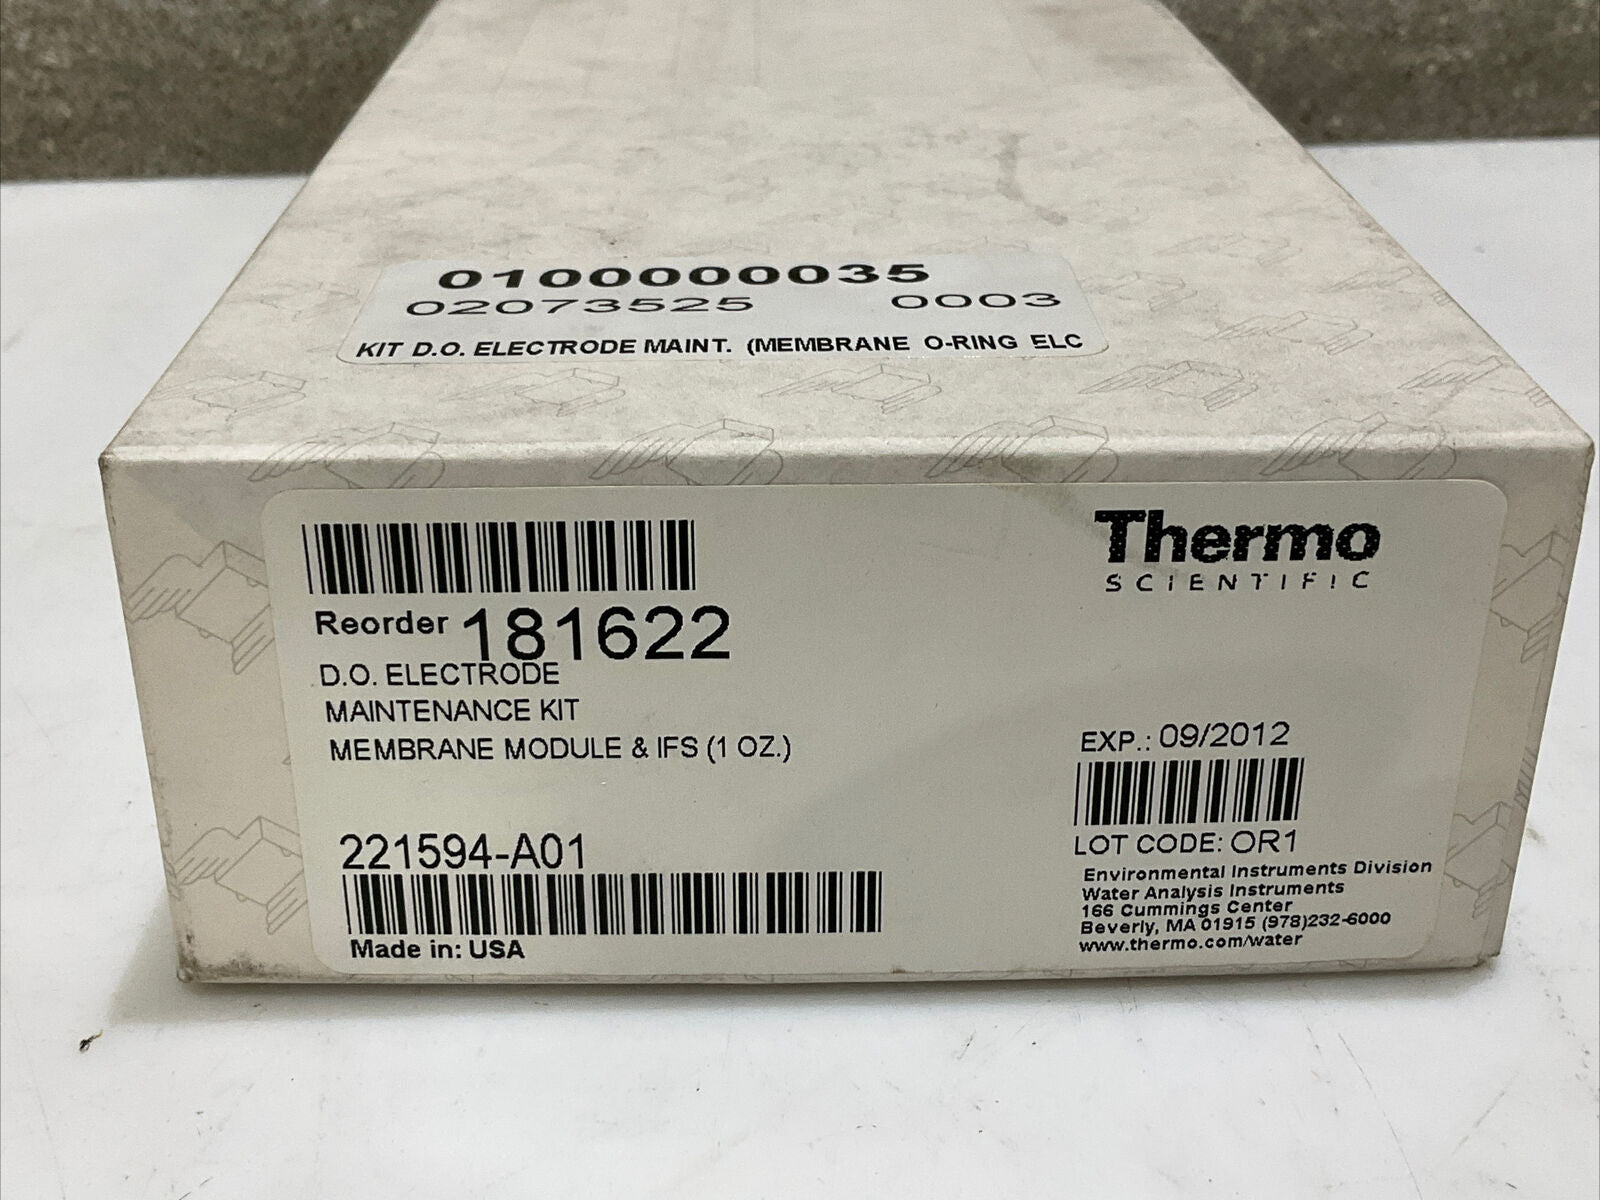 0100000035
02073525 0003
KIT D.O. ELECTRODE MAINT. (MEMBRANE O-RING ELC
Thermo
SCIENTIFIC
Reorder 181622
D.O. ELECTRODE
MAINTENANCE KIT
MEMBRANE MODULE & IFS (1 OZ.)
221594-A01
Made in: USA
EXP.: 09/2012
LOT CODE: OR1
Environmental Instruments Division
Water Analysis Instruments
166 Cummings Center
Beverly, MA 01915 (978)232-6000
www.thermo.com/water